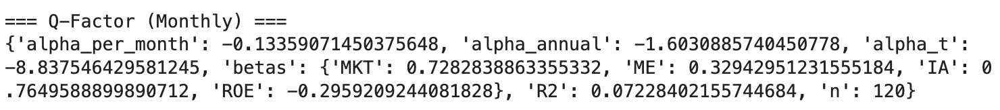 === Q-Factor (Monthly) ===
{'alpha_per_month': -0.13359071450375648, 'alpha_annual': -1.6030885740450778, 'alpha_t':
-8.837546429581245, 'betas': {'MKT': 0.7282838863355332, 'ME': 0.32942951231555184, 'IA': 0
.7649588899890712, 'ROE': -0.2959209244081828}, 'R2': 0.07228402155744684, 'n': 120}